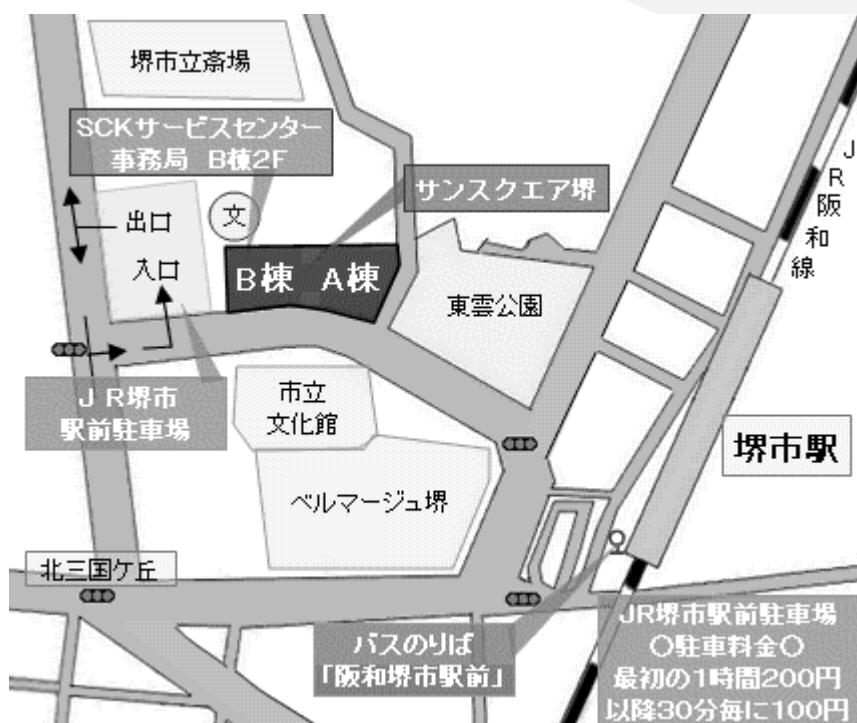 堺市立斎場
SCKサービスセンター
事務局 B棟2F
サンスクエア堺
JR阪和線
出口
文
入口
B棟 A棟
東雲公園
JR堺市
駅前駐車場
市立
文化館
堺市駅
ベルマージュ堺
北三国ケ丘
バスのりば
「阪和堺市駅前」
JR堺市駅前駐車場
○駐車料金○
最初の1時間200円
以降30分毎に100円